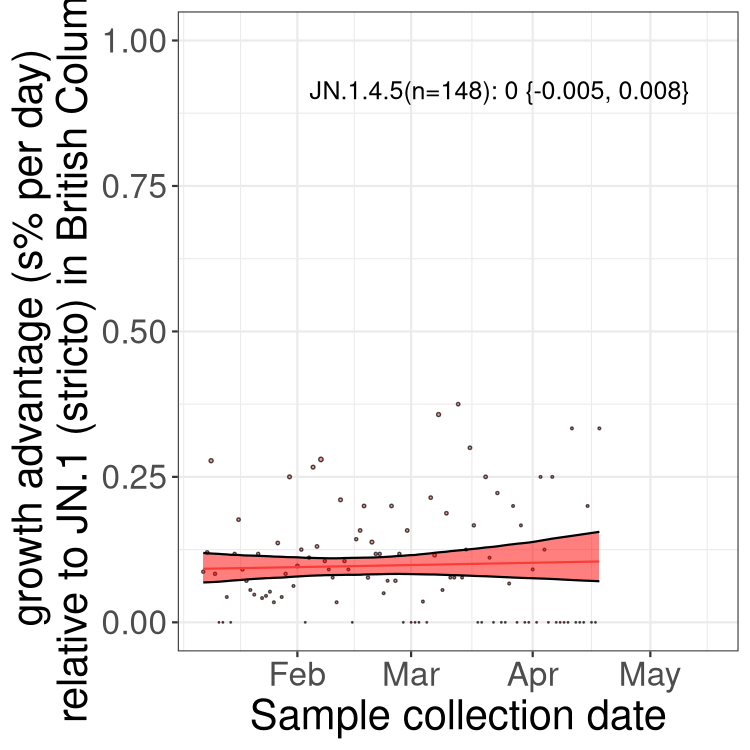 growth advantage (s% per day)
relative to JN.1 (stricto) in British Colum
1.00
0.75
0.50
0.25
0.00
JN.1.4.5(n=148): 0 {-0.005, 0.008}
Feb Mar Apr May
Sample collection date